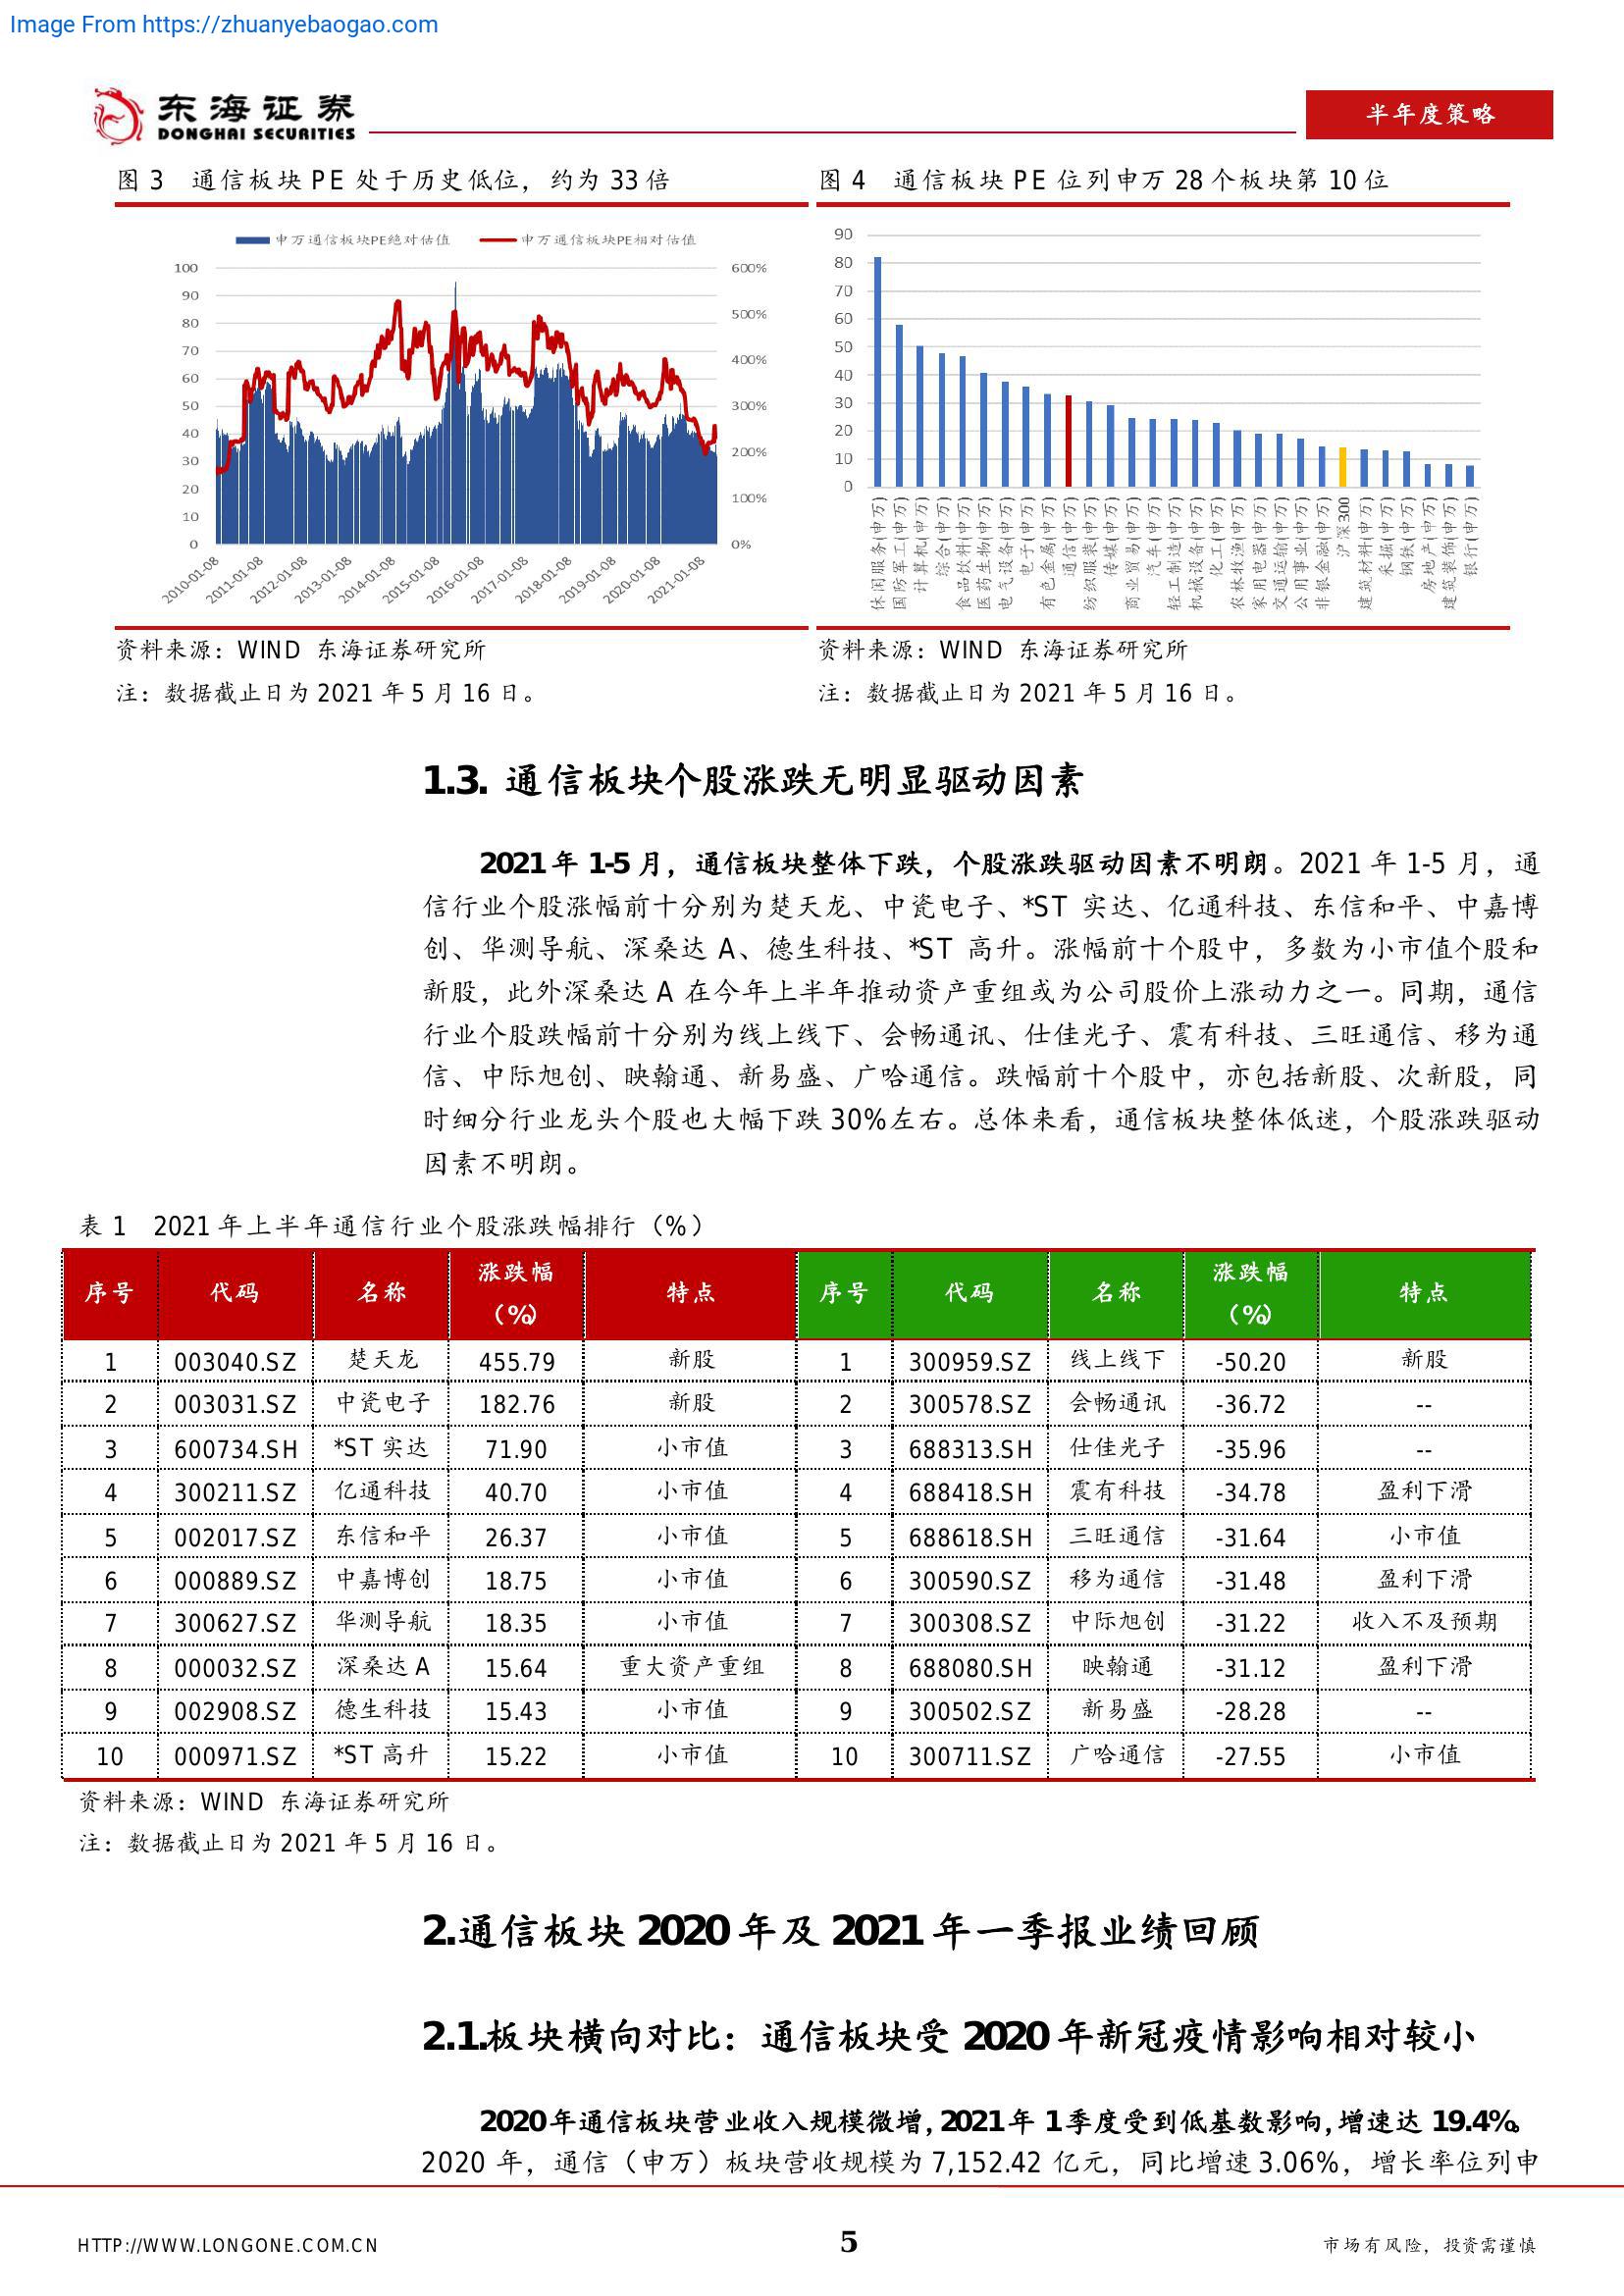 Image From https://zhuanyebaogao.com
东海证券
DONGHAI SECURITIES
半年度策略
图 3 通信板块 PE 处于历史低位，约为 33 倍
图 4 通信板块 PE 位列申万 28 个板块第 10 位
申万通信板块PE绝对估值
申万通信板块PE相对估值
100
90
80
70
60
50
40
30
20
10
0
600%
500%
400%
300%
200%
100%
0%
2010-01-08
2011-01-08
2012-01-08
2013-01-08
2014-01-08
2015-01-08
2016-01-08
2017-01-08
2018-01-08
2019-01-08
2020-01-08
2021-01-08
90
80
70
60
50
40
30
20
10
0
休闲服务(申万)
国防军工(申万)
计算机(申万)
综合(申万)
食品饮料(申万)
医药生物(申万)
电气设备(申万)
电子(申万)
有色金属(申万)
通信(申万)
纺织服装(申万)
传媒(申万)
商业贸易(申万)
汽车(申万)
轻工制造(申万)
机械设备(申万)
化工(申万)
农林牧渔(申万)
家用电器(申万)
交通运输(申万)
公用事业(申万)
非银金融(申万)
沪深300
建筑材料(申万)
采掘(申万)
钢铁(申万)
房地产(申万)
建筑装饰(申万)
银行(申万)
资料来源：WIND 东海证券研究所
注：数据截止日为 2021 年 5 月 16 日。
资料来源：WIND 东海证券研究所
注：数据截止日为 2021 年 5 月 16 日。
1.3. 通信板块个股涨跌无明显驱动因素
2021 年 1-5 月，通信板块整体下跌，个股涨跌驱动因素不明朗。2021 年 1-5 月，通
信行业个股涨幅前十分别为楚天龙、中瓷电子、*ST 实达、亿通科技、东信和平、中嘉博
创、华测导航、深桑达 A、德生科技、*ST 高升。涨幅前十个股中，多数为小市值个股和
新股，此外深桑达 A 在今年上半年推动资产重组或为公司股价上涨动力之一。同期，通信
行业个股跌幅前十分别为线上线下、会畅通讯、仕佳光子、震有科技、三旺通信、移为通
信、中际旭创、映翰通、新易盛、广哈通信。跌幅前十个股中，亦包括新股、次新股，同
时细分行业龙头个股也大幅下跌 30%左右。总体来看，通信板块整体低迷，个股涨跌驱动
因素不明朗。
表 1 2021 年上半年通信行业个股涨跌幅排行（%）
序号 代码 名称 涨跌幅（%） 特点 序号 代码 名称 涨跌幅（%） 特点
1 003040.SZ 楚天龙 455.79 新股 1 300959.SZ 线上线下 -50.20 新股
2 003031.SZ 中瓷电子 182.76 新股 2 300578.SZ 会畅通讯 -36.72 --
3 600734.SH *ST 实达 71.90 小市值 3 688313.SH 仕佳光子 -35.96 --
4 300211.SZ 亿通科技 40.70 小市值 4 688418.SH 震有科技 -34.78 盈利下滑
5 002017.SZ 东信和平 26.37 小市值 5 688618.SH 三旺通信 -31.64 小市值
6 000889.SZ 中嘉博创 18.75 小市值 6 300590.SZ 移为通信 -31.48 盈利下滑
7 300627.SZ 华测导航 18.35 小市值 7 300308.SZ 中际旭创 -31.22 收入不及预期
8 000032.SZ 深桑达 A 15.64 重大资产重组 8 688080.SH 映翰通 -31.12 盈利下滑
9 002908.SZ 德生科技 15.43 小市值 9 300502.SZ 新易盛 -28.28 --
10 000971.SZ *ST 高升 15.22 小市值 10 300711.SZ 广哈通信 -27.55 小市值
资料来源：WIND 东海证券研究所
注：数据截止日为 2021 年 5 月 16 日。
2.通信板块 2020 年及 2021 年一季报业绩回顾
2.1.板块横向对比：通信板块受 2020 年新冠疫情影响相对较小
2020 年通信板块营业收入规模微增，2021 年 1 季度受到低基数影响，增速达 19.4%。
2020 年，通信（申万）板块营收规模为 7,152.42 亿元，同比增速 3.06%，增长率位列申
HTTP://WWW.LONGONE.COM.CN
5
市场有风险，投资需谨慎